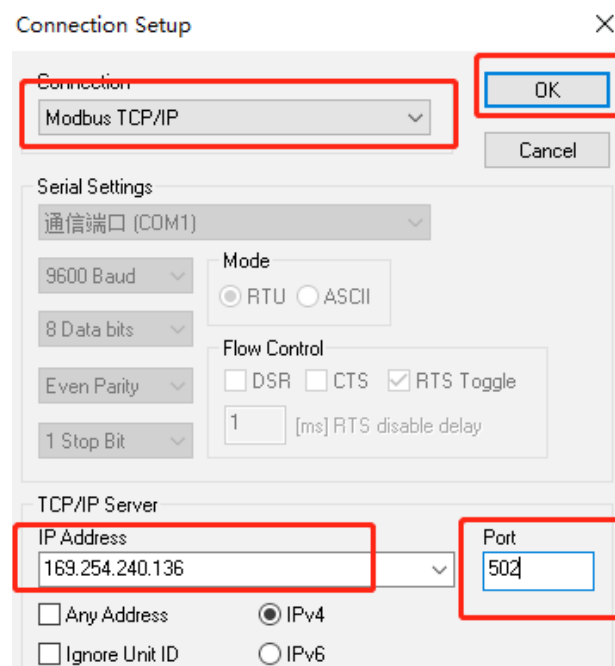 Connection Setup
Connection
OK
Modbus TCP/IP
Cancel
Serial Settings
通信端口 (COM1)
Mode
9600 Baud
RTU ASCII
8 Data bits
Flow Control
DSR CTS RTS Toggle
Even Parity
1 [ms] RTS disable delay
1 Stop Bit
TCP/IP Server
IP Address Port
169.254.240.136 502
Any Address IPv4
Ignore Unit ID IPv6